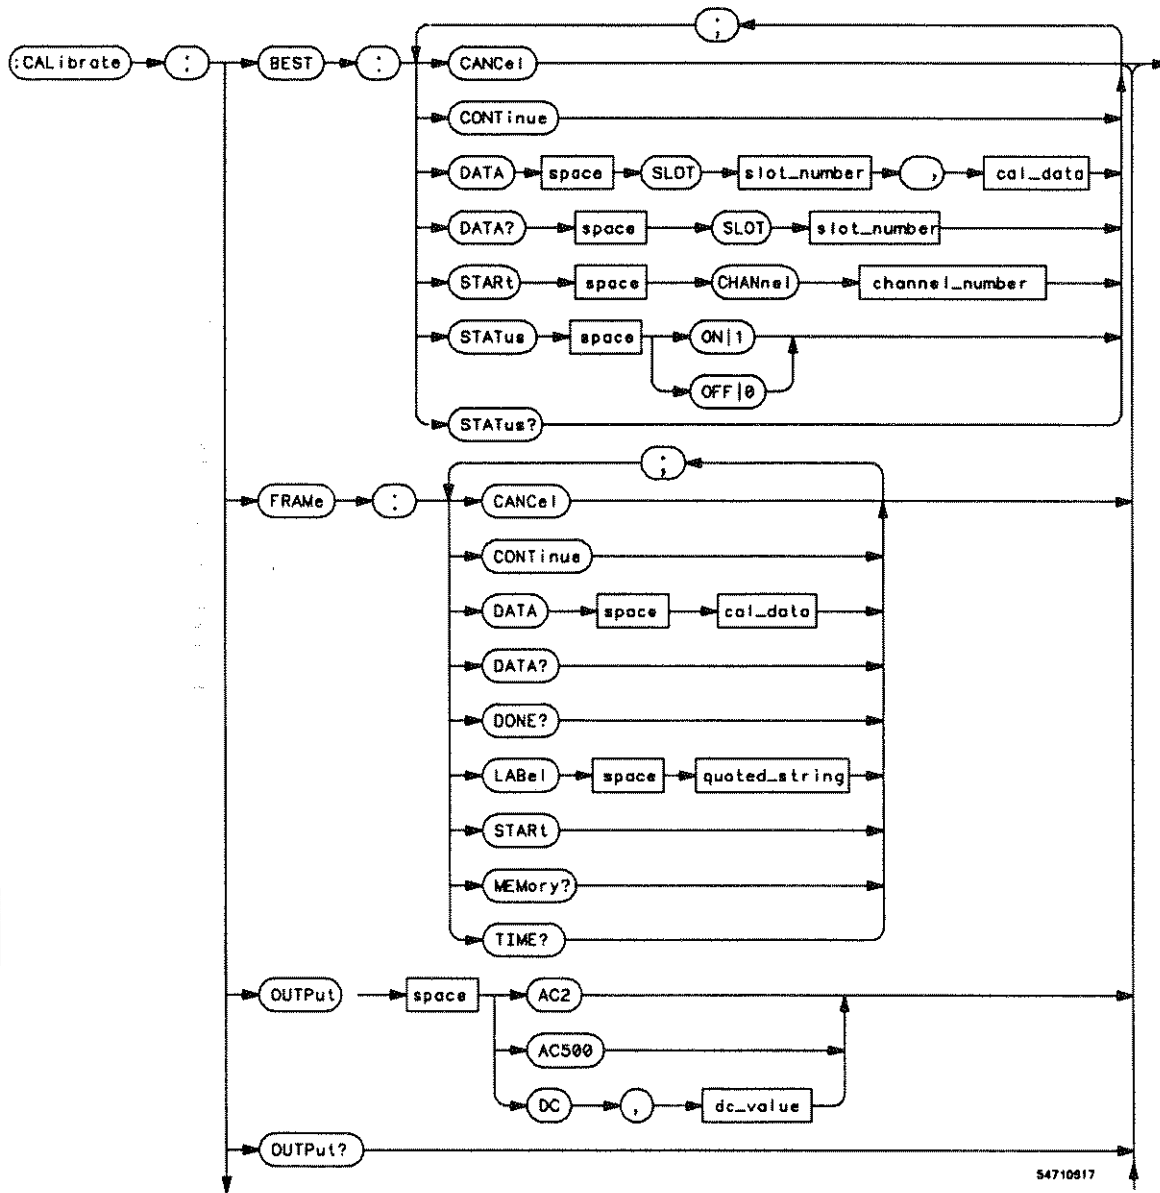 ;
:CALibrate : BEST : CANCel
CONTinue
DATA space SLOT slot_number , cal_data
DATA? space SLOT slot_number
STARt space CHANnel channel_number
STATus space ON|1
OFF|0
STATus?
;
FRAMe : CANCel
CONTinue
DATA space cal_data
DATA?
DONE?
LABel space quoted_string
STARt
MEMory?
TIME?
OUTPut space AC2
AC500
DC , dc_value
OUTPut?
54710S17